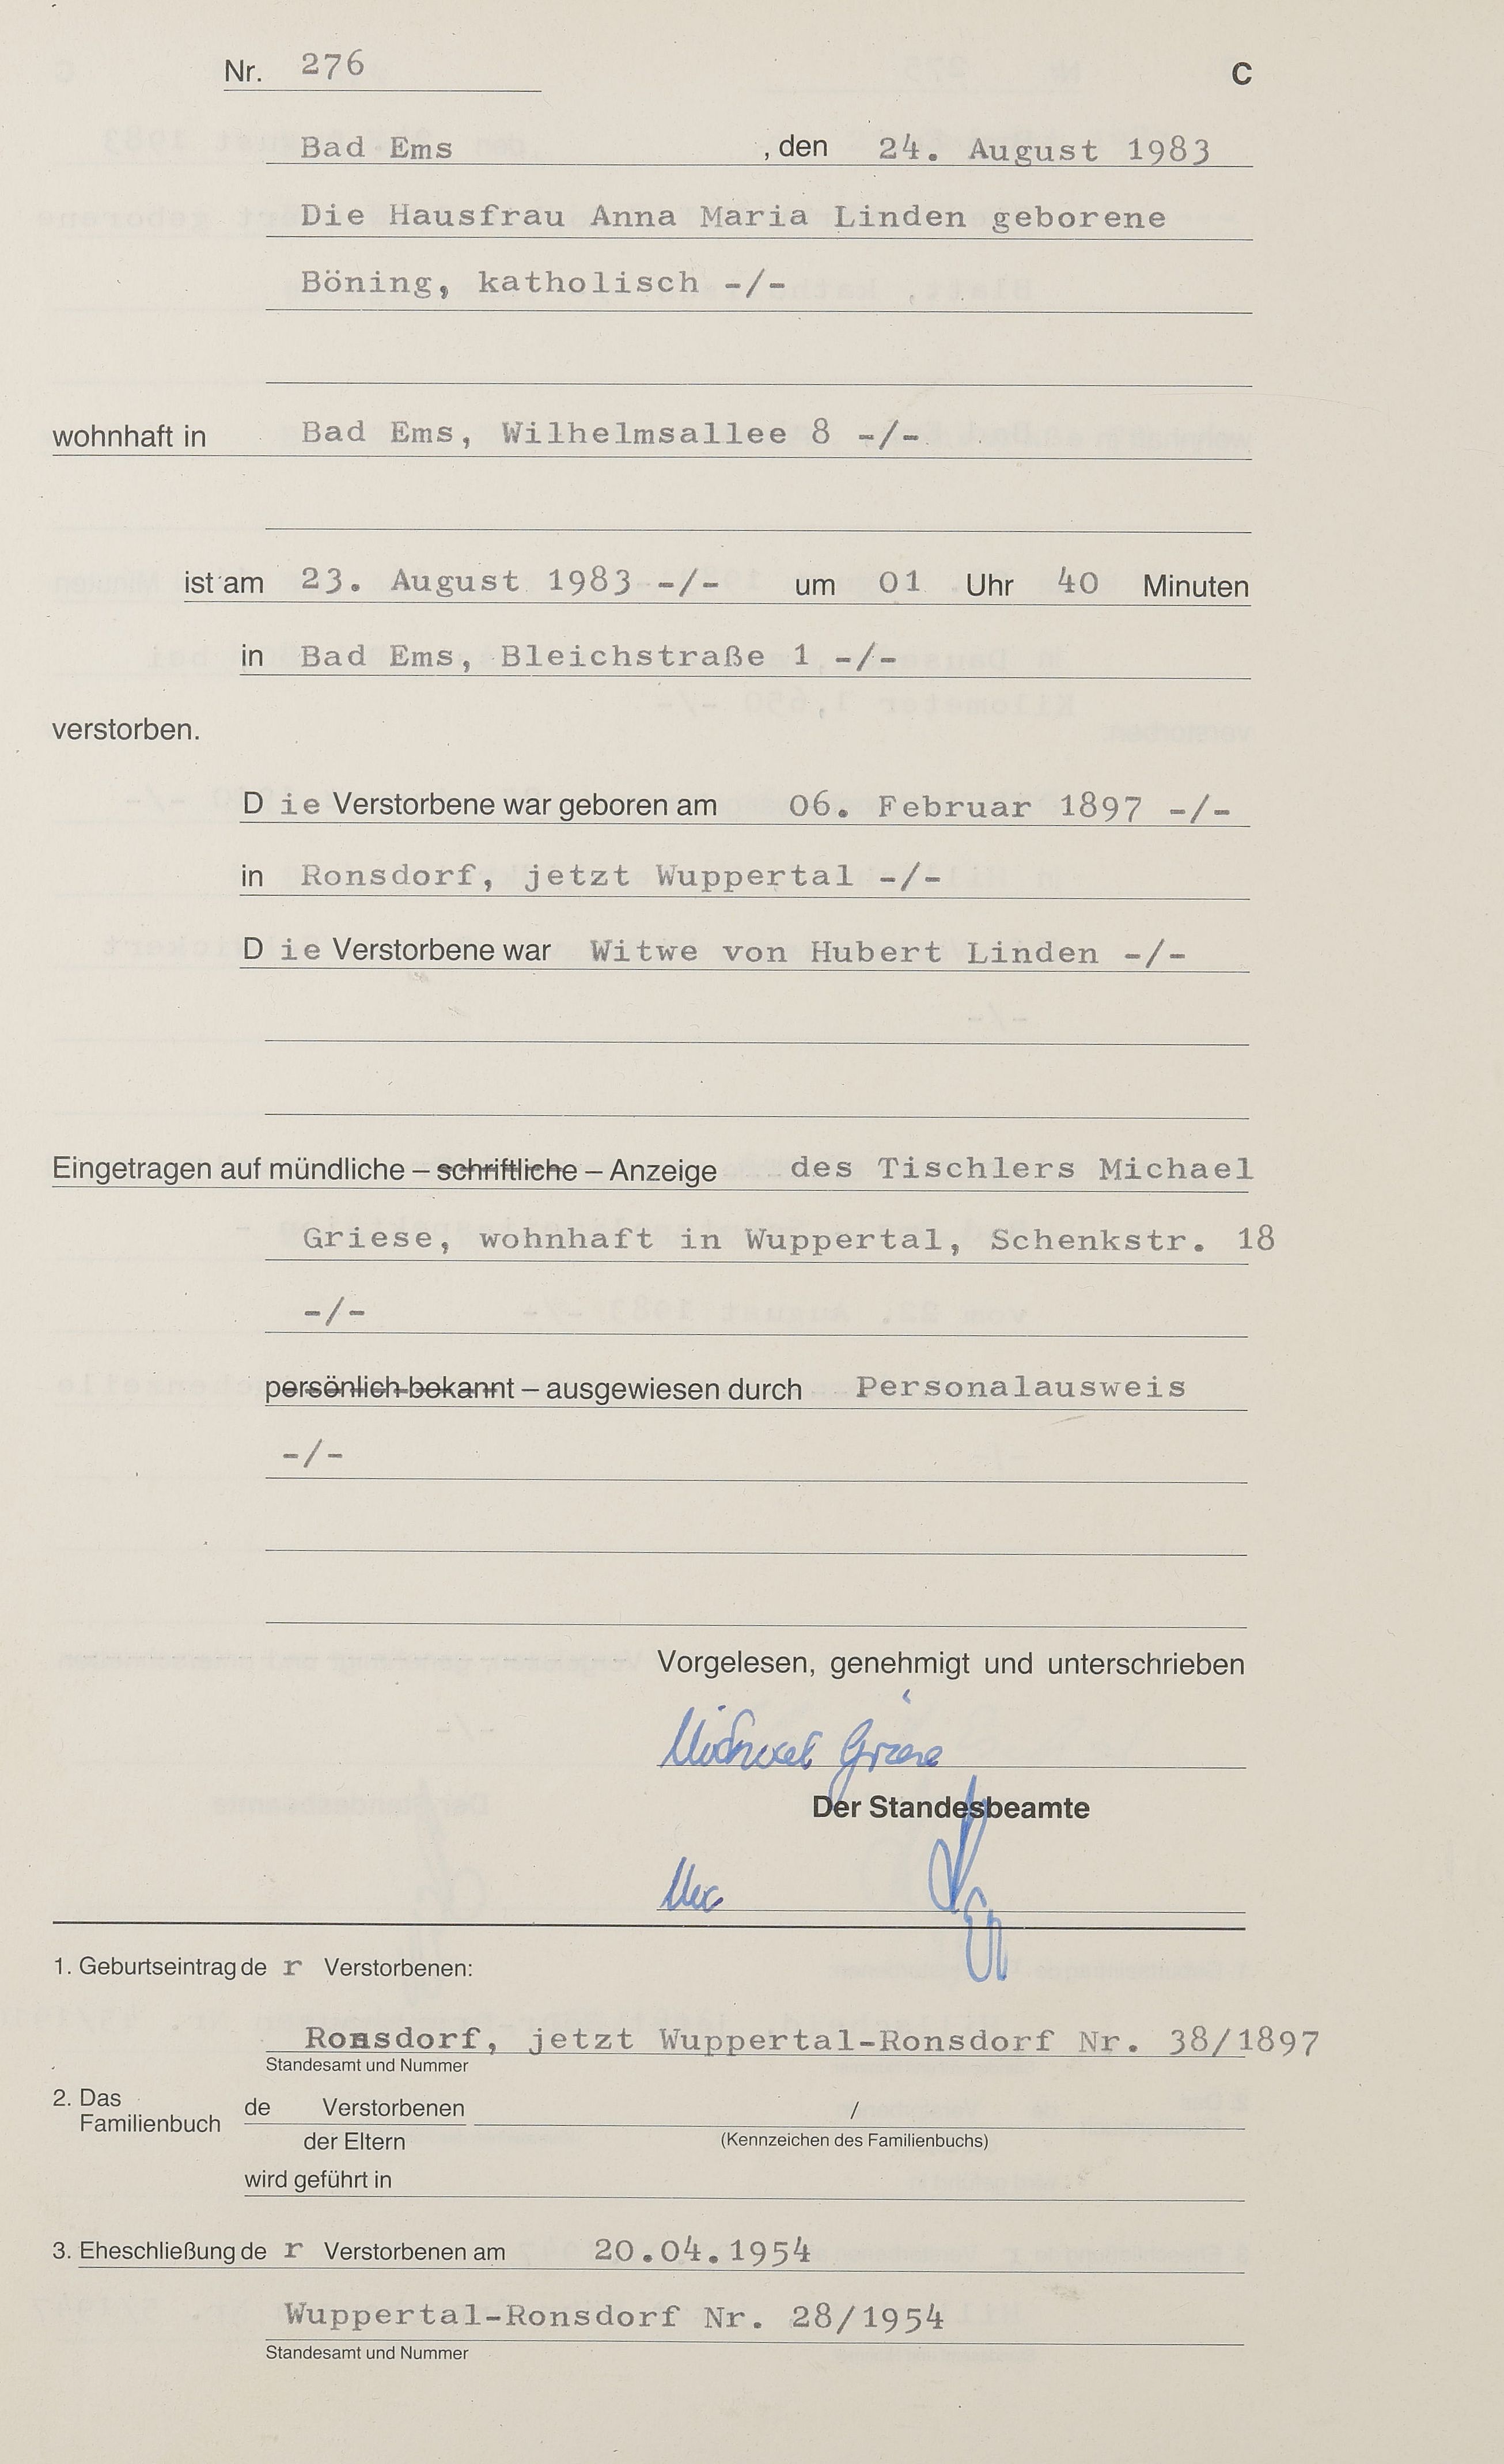 Nr. 276 C
Bad Ems , den 24. August 1983
Die Hausfrau Anna Maria Linden geborene
Böning, katholisch -/-
wohnhaft in Bad Ems, Wilhelmsallee 8 -/-
ist am 23. August 1983 -/- um 01 Uhr 40 Minuten
in Bad Ems, Bleichstraße 1 -/-
verstorben.
D ie Verstorbene war geboren am 06. Februar 1897 -/-
in Ronsdorf, jetzt Wuppertal -/-
D ie Verstorbene war Witwe von Hubert Linden -/-
Eingetragen auf mündliche – schriftliche – Anzeige des Tischlers Michael
Griese, wohnhaft in Wuppertal, Schenkstr. 18
-/-
persönlich bekannt – ausgewiesen durch Personalausweis
-/-
Vorgelesen, genehmigt und unterschrieben
Michael Griese
Der Standesbeamte
1. Geburtseintrag de r Verstorbenen:
Ronsdorf, jetzt Wuppertal-Ronsdorf Nr. 38/1897
Standesamt und Nummer
2. Das Familienbuch de Verstorbenen /
der Eltern (Kennzeichen des Familienbuchs)
wird geführt in
3. Eheschließung de r Verstorbenen am 20.04.1954
Wuppertal-Ronsdorf Nr. 28/1954
Standesamt und Nummer